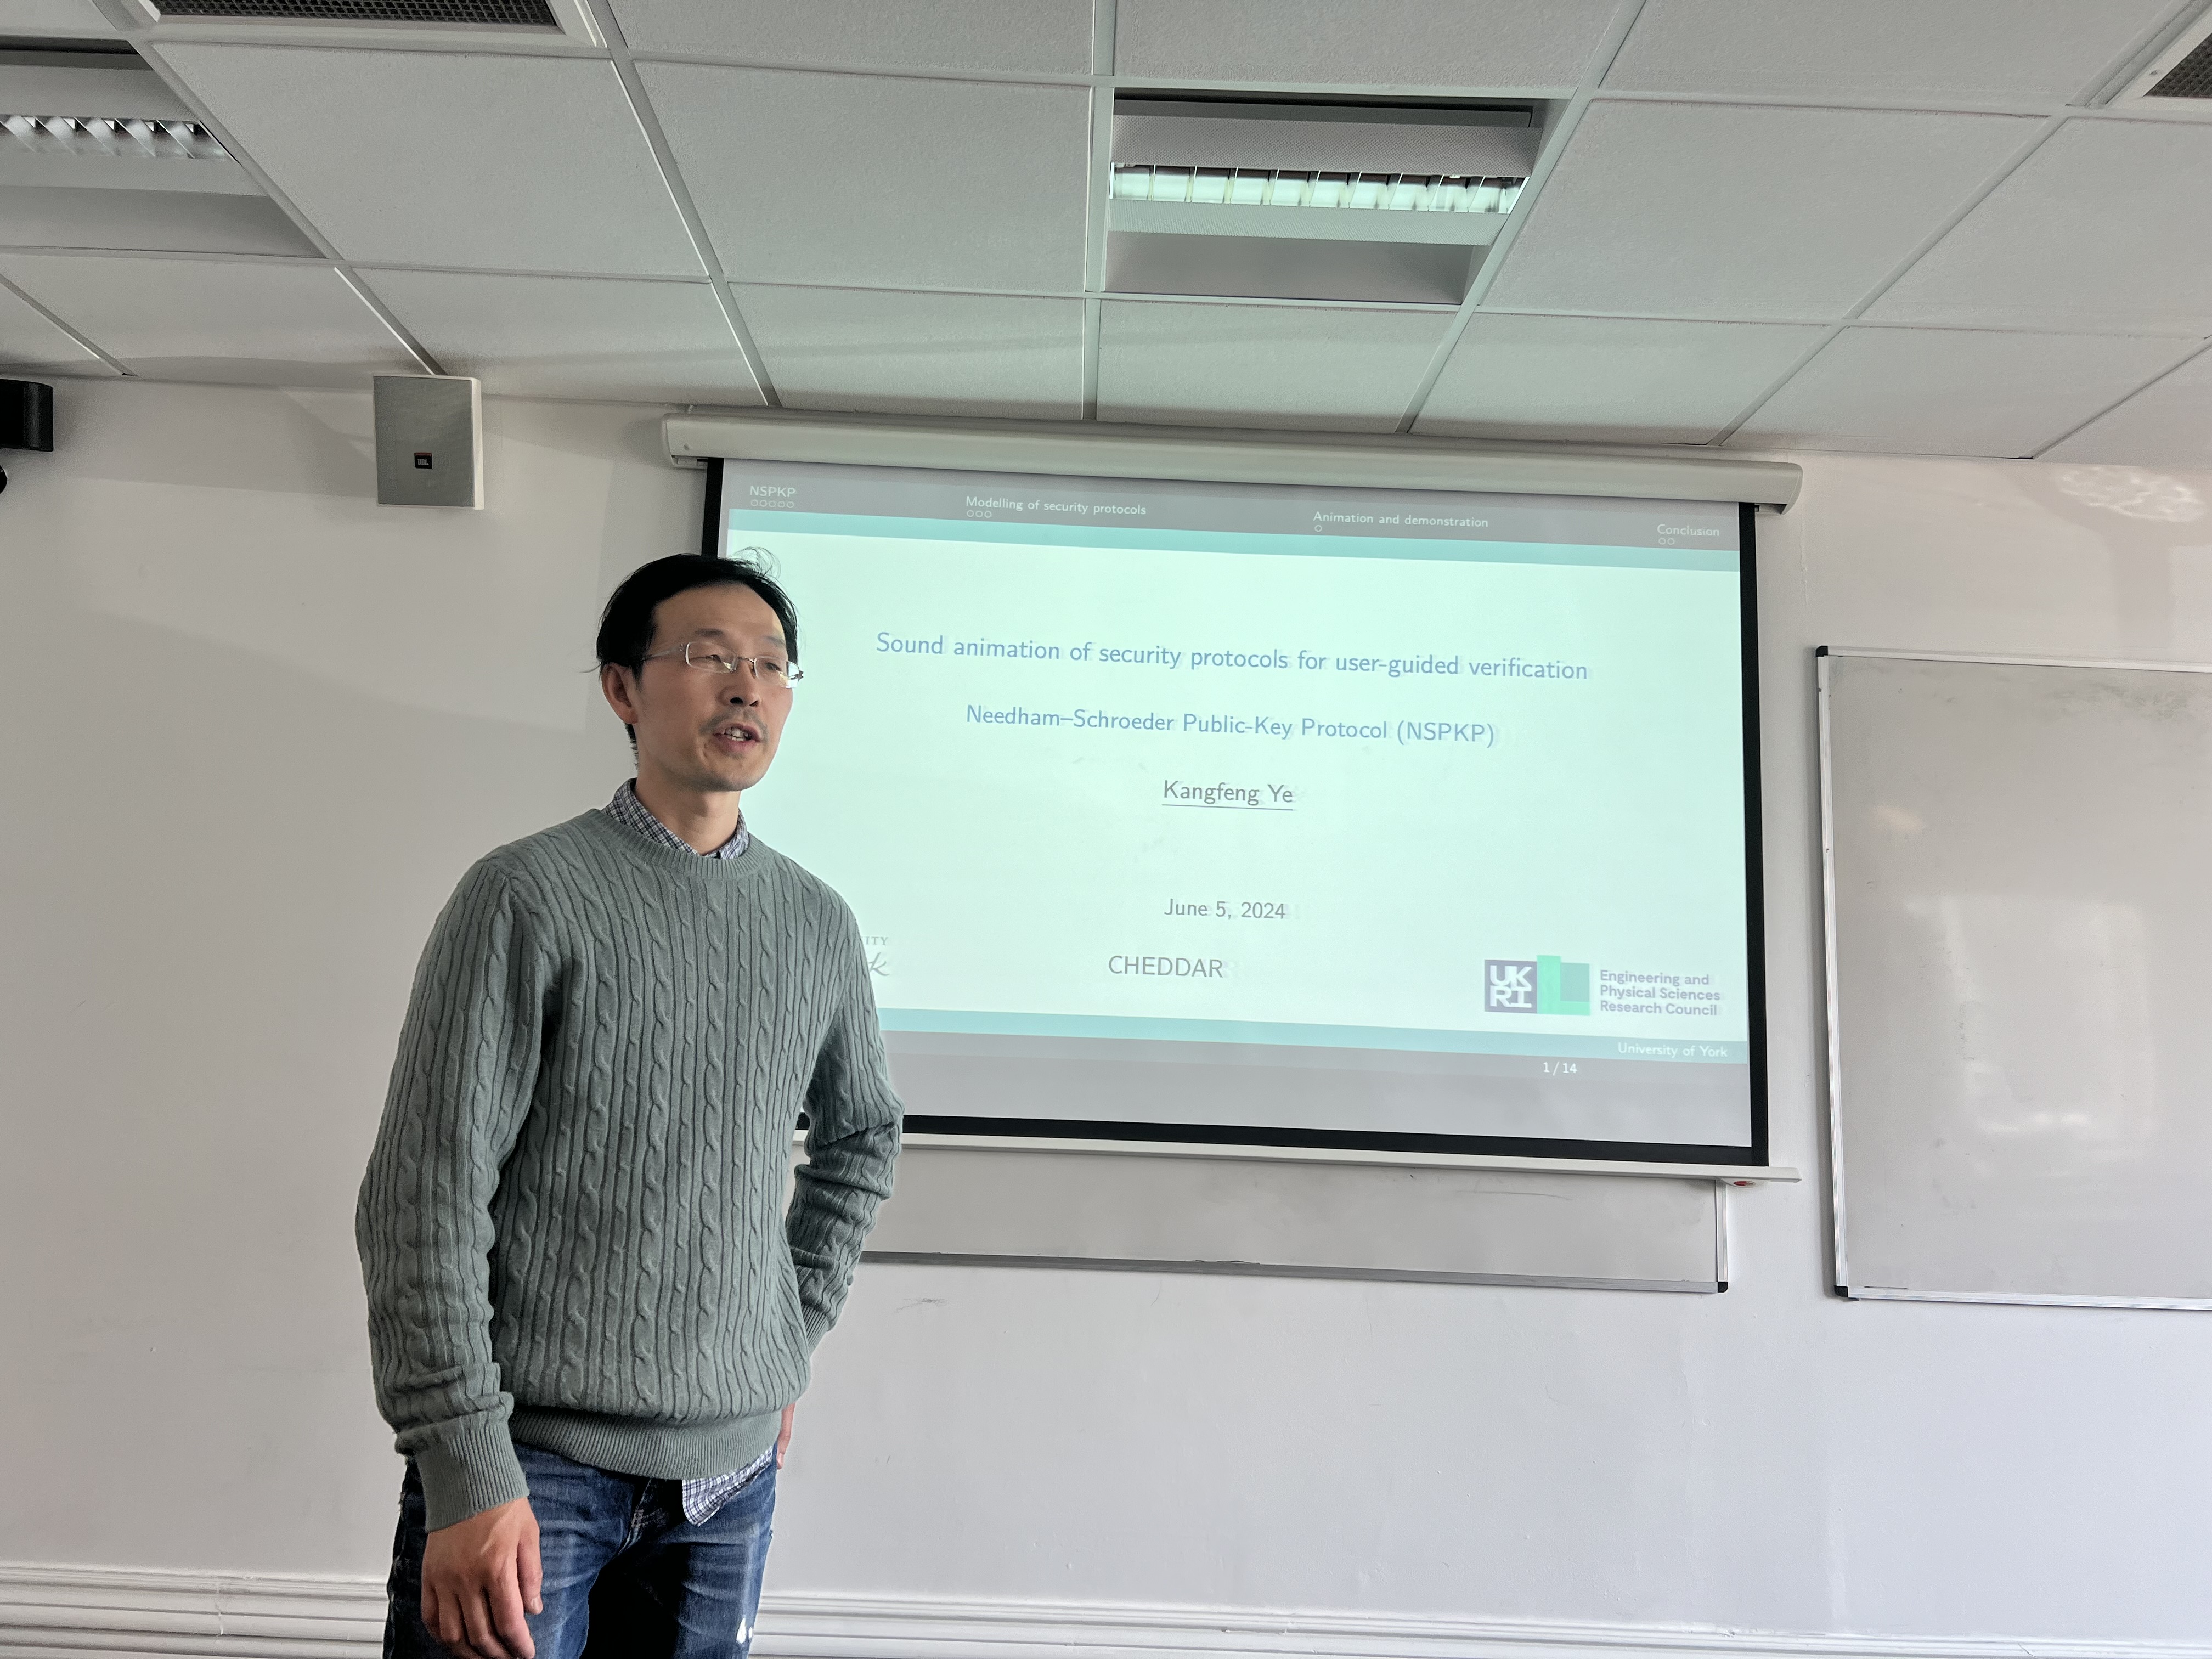 JBL
NSPKP
Modelling of security protocols
Animation and demonstration
Conclusion
Sound animation of security protocols for user-guided verification
Needham–Schroeder Public-Key Protocol (NSPKP)
Kangfeng Ye
June 5, 2024
CHEDDAR
UK
RI
Engineering and
Physical Sciences
Research Council
University of York
1 / 14